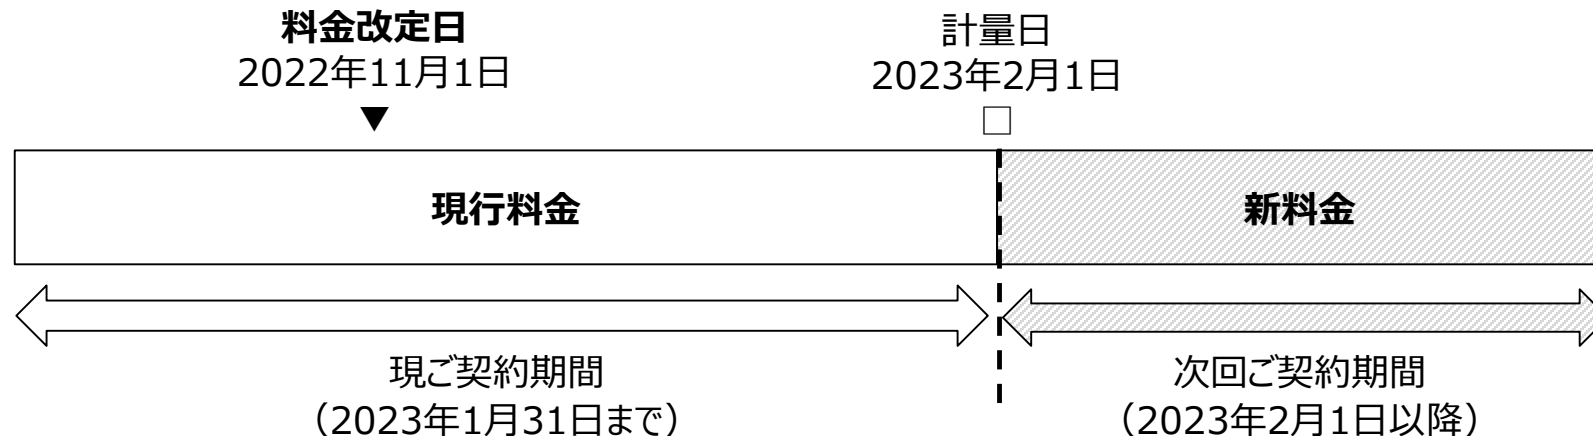 料金改定日
2022年11月1日
計量日
2023年2月1日
現行料金
新料金
現ご契約期間
（2023年1月31日まで）
次回ご契約期間
（2023年2月1日以降）